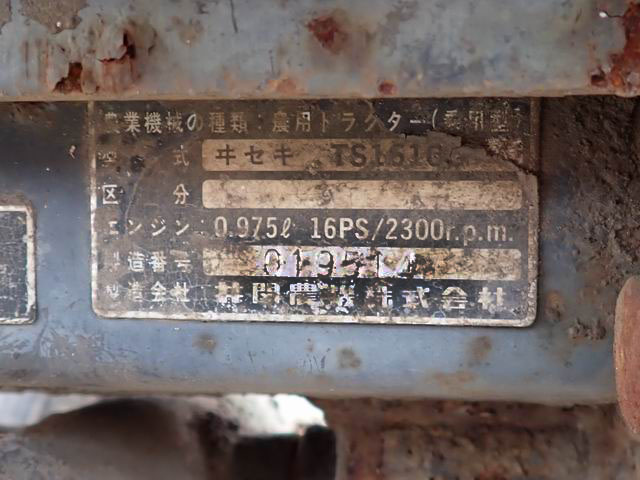 農業機械の種類：農用トラクター(乗用型)
型式 ヰセキ TS1610
区分
エンジン 0.975ℓ 16PS/2300r.p.m.
製造番号 019514
製造会社 井関農機株式会社